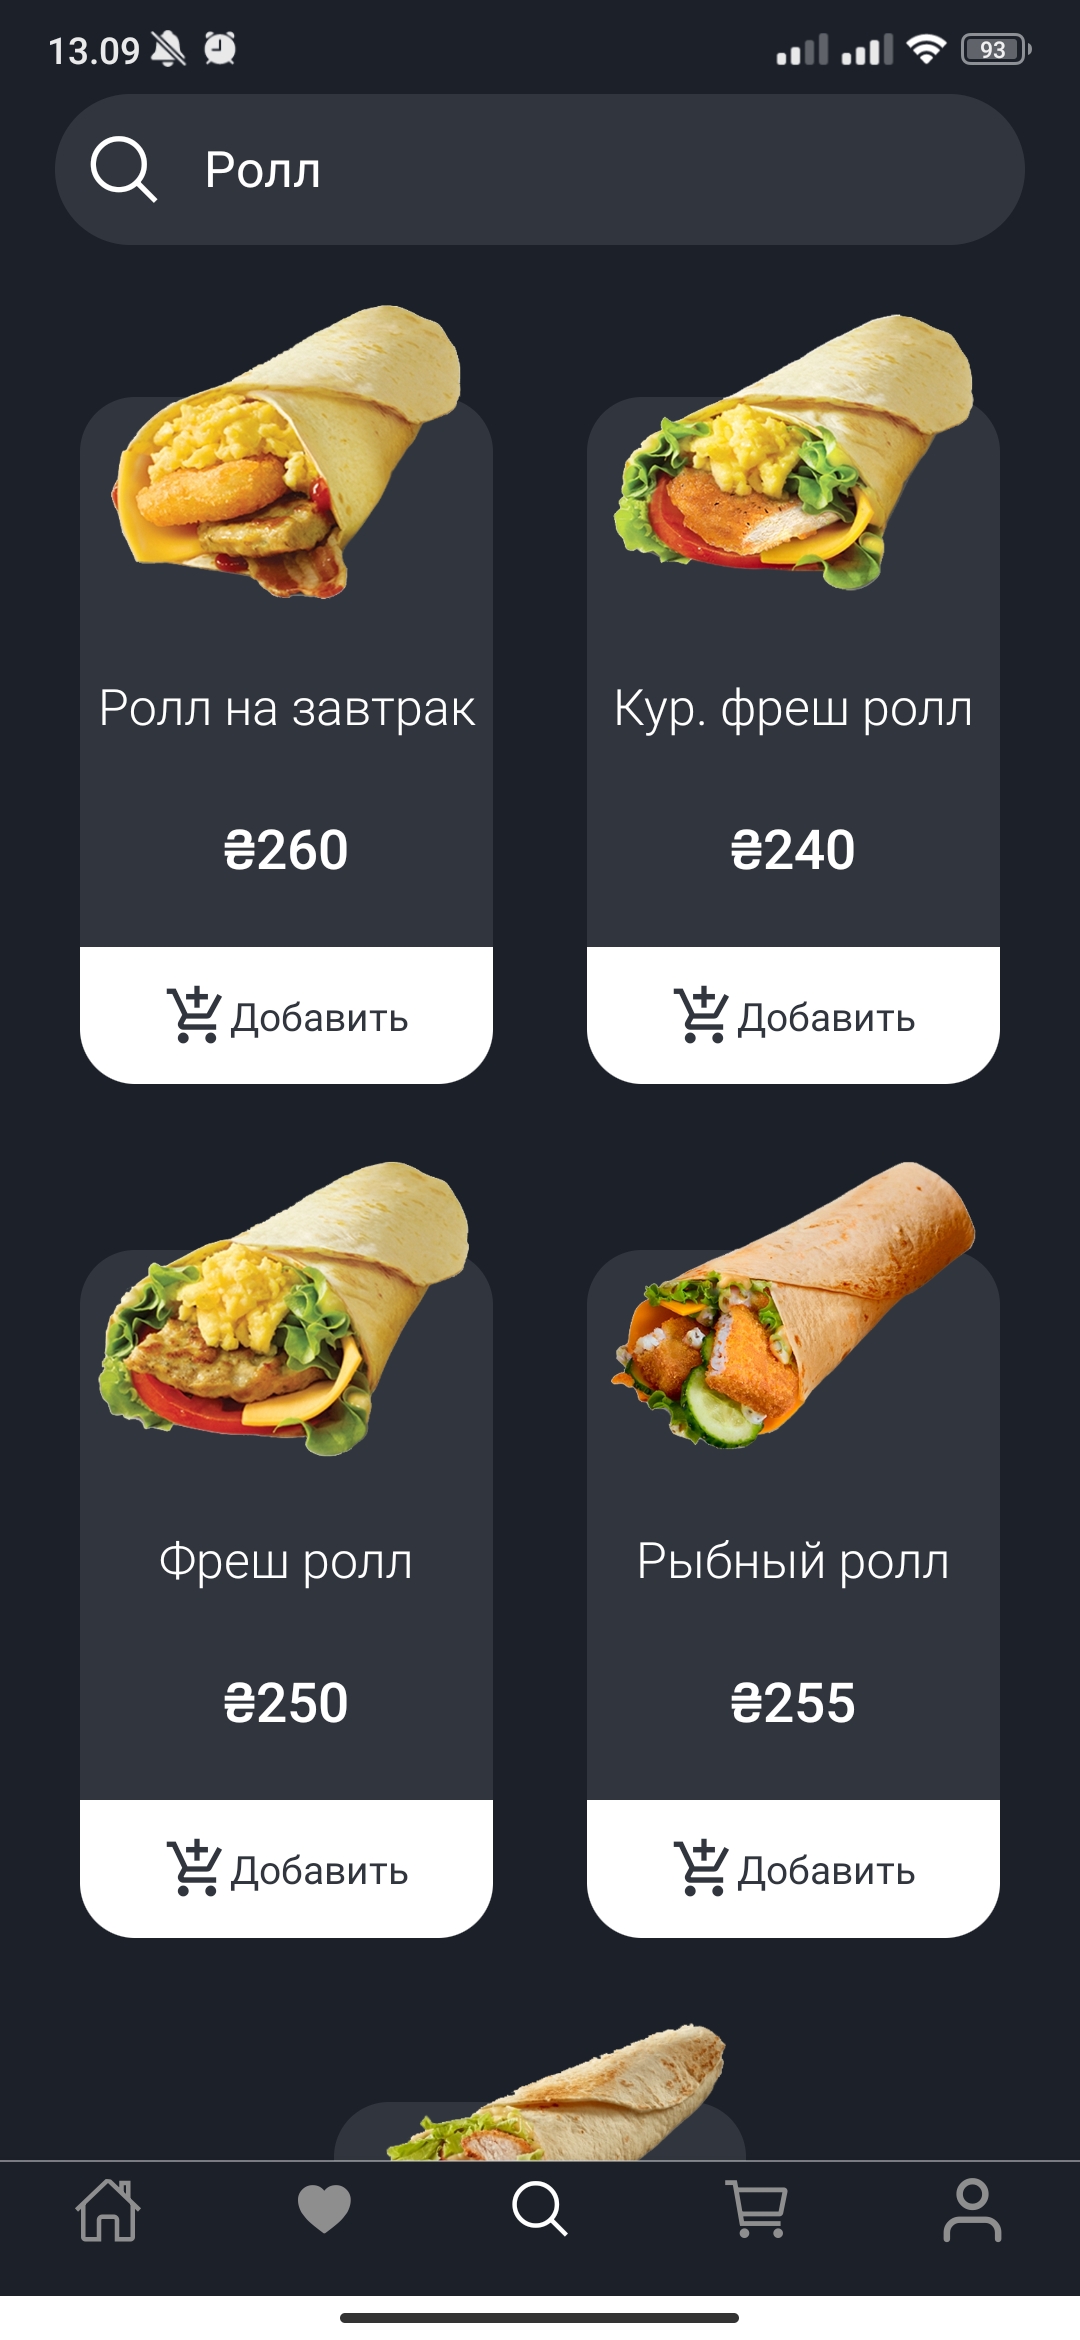 13.09
93
Ролл
Ролл на завтрак
Кур. фреш ролл
₴260
₴240
Добавить
Добавить
Фреш ролл
Рыбный ролл
₴250
₴255
Добавить
Добавить